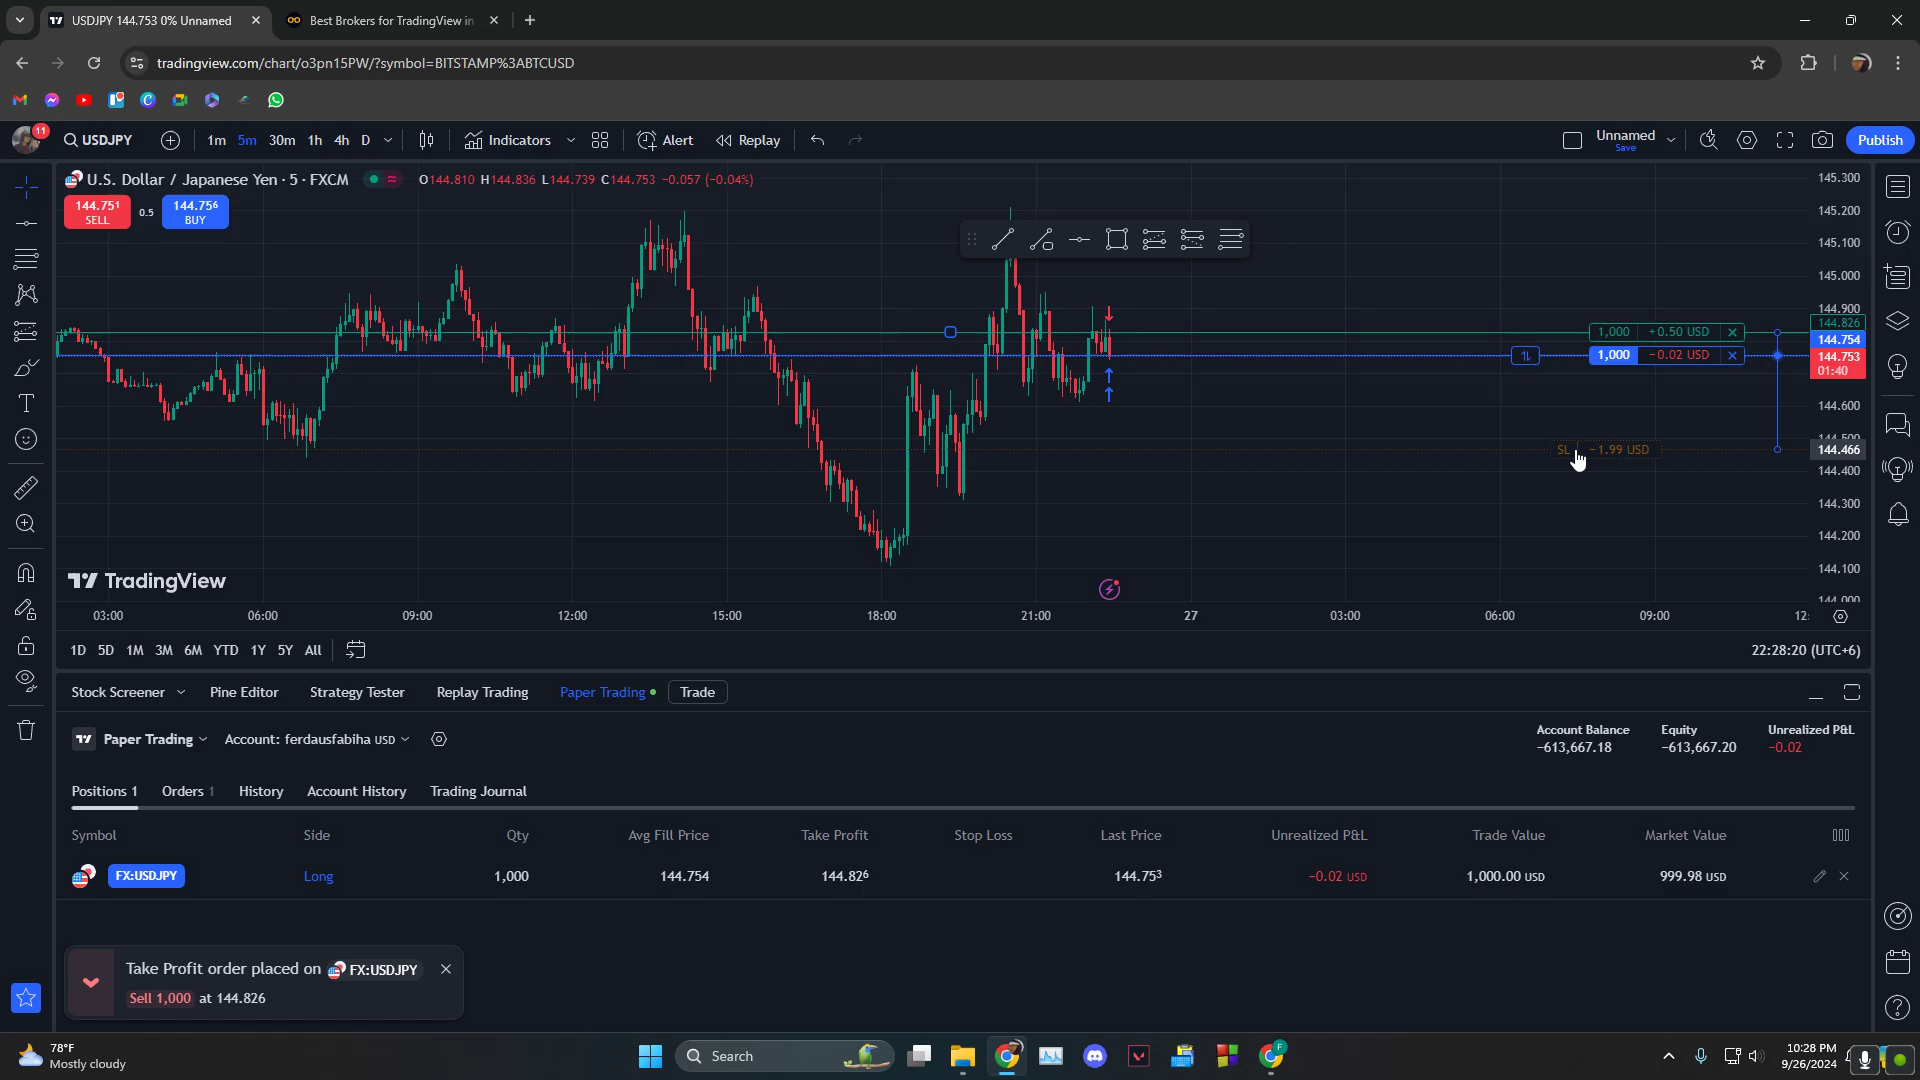 USDJPY 144.753 0% Unnamed
Best Brokers for TradingView in
tradingview.com/chart/o3pn15PW/?symbol=BITSTAMP%3ABTCUSD
11
USDJPY
1m 5m 30m 1h 4h D
Indicators
Alert
Replay
Unnamed
Save
Publish
U.S. Dollar / Japanese Yen · 5 · FXCM
O144.810 H144.836 L144.739 C144.753 −0.057 (−0.04%)
144.751
SELL
0.5
144.756
BUY
145.300
145.200
145.100
145.000
144.900
144.826
144.754
144.753
01:40
144.600
144.500
144.466
144.400
144.300
144.200
144.100
144.000
1,000 +0.50 USD
1,000 −0.02 USD
SL −1.99 USD
TradingView
03:00 06:00 09:00 12:00 15:00 18:00 21:00 27 03:00 06:00 09:00 12:
1D 5D 1M 3M 6M YTD 1Y 5Y All
22:28:20 (UTC+6)
Stock Screener
Pine Editor
Strategy Tester
Replay Trading
Paper Trading
Trade
Paper Trading
Account: ferdausfabiha USD
Account Balance
−613,667.18
Equity
−613,667.20
Unrealized P&L
−0.02
Positions 1
Orders 1
History
Account History
Trading Journal
Symbol Side Qty Avg Fill Price Take Profit Stop Loss Last Price Unrealized P&L Trade Value Market Value
FX:USDJPY Long 1,000 144.754 144.826 144.753 −0.02 USD 1,000.00 USD 999.98 USD
Take Profit order placed on FX:USDJPY
Sell 1,000 at 144.826
78°F
Mostly cloudy
Search
F
10:28 PM
9/26/2024